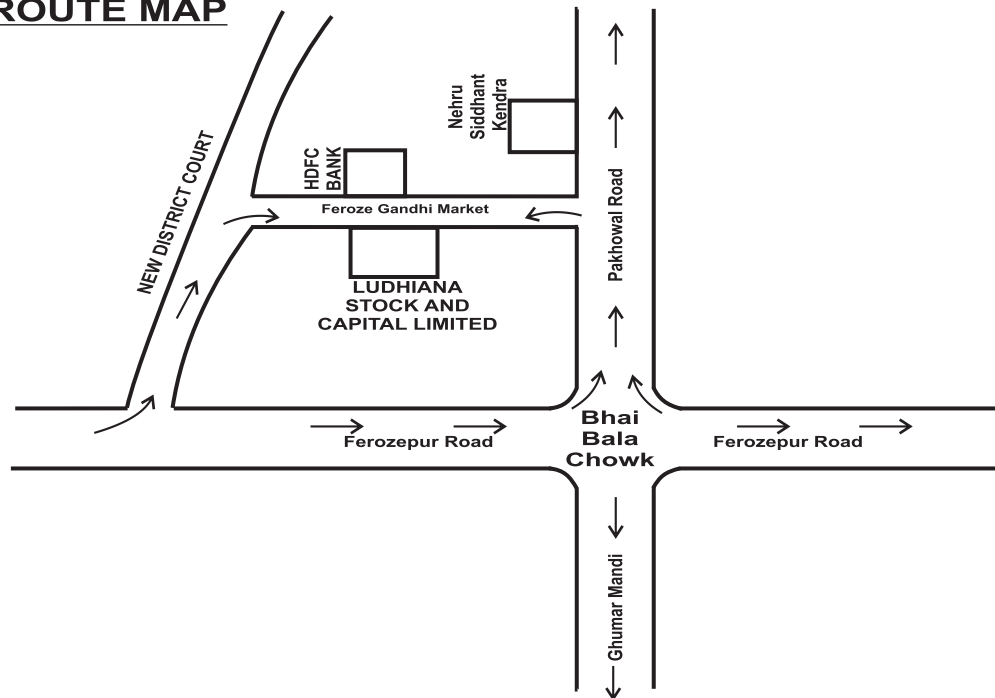 ROUTE MAP
NEW DISTRICT COURT
HDFC
BANK
Nehru
Siddhant
Kendra
Feroze Gandhi Market
Pakhowal Road
LUDHIANA
STOCK AND
CAPITAL LIMITED
Ferozepur Road
Bhai
Bala
Chowk
Ferozepur Road
Ghumar Mandi